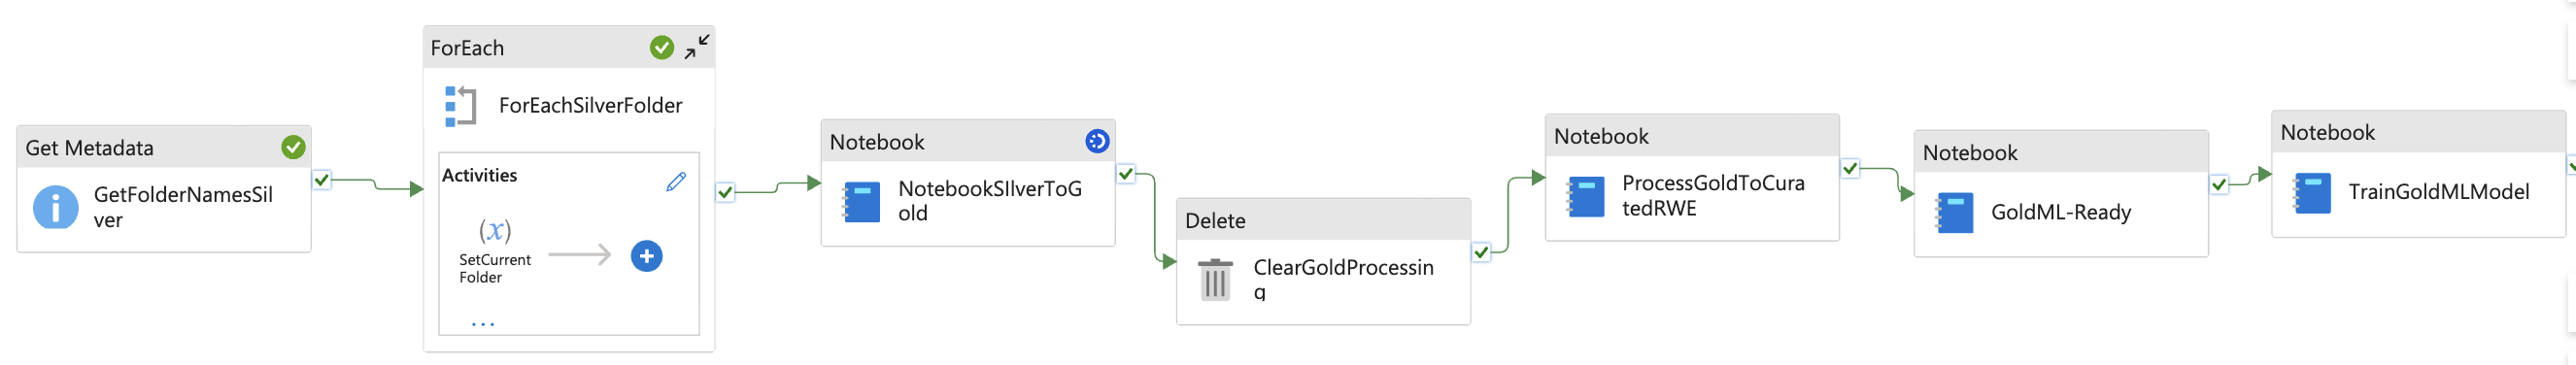 Get Metadata
GetFolderNamesSil
ver
ForEach
ForEachSilverFolder
Activities
(x)
SetCurrent
Folder
...
Notebook
NotebookSIlverToG
old
Delete
ClearGoldProcessin
g
Notebook
ProcessGoldToCura
tedRWE
Notebook
GoldML-Ready
Notebook
TrainGoldMLModel